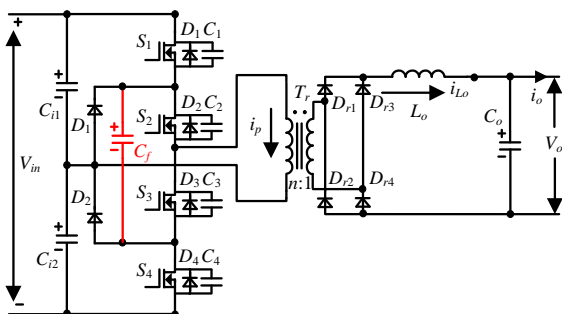 +
S1
D1 C1
+
Ci1
D1
S2
D2 C2
+
Cf
Vin
ip
Tr
Dr1
Dr3
Lo
iLo
io
Co
+
Vo
n:1
D2
S3
D3 C3
Dr2
Dr4
+
Ci2
S4
D4 C4